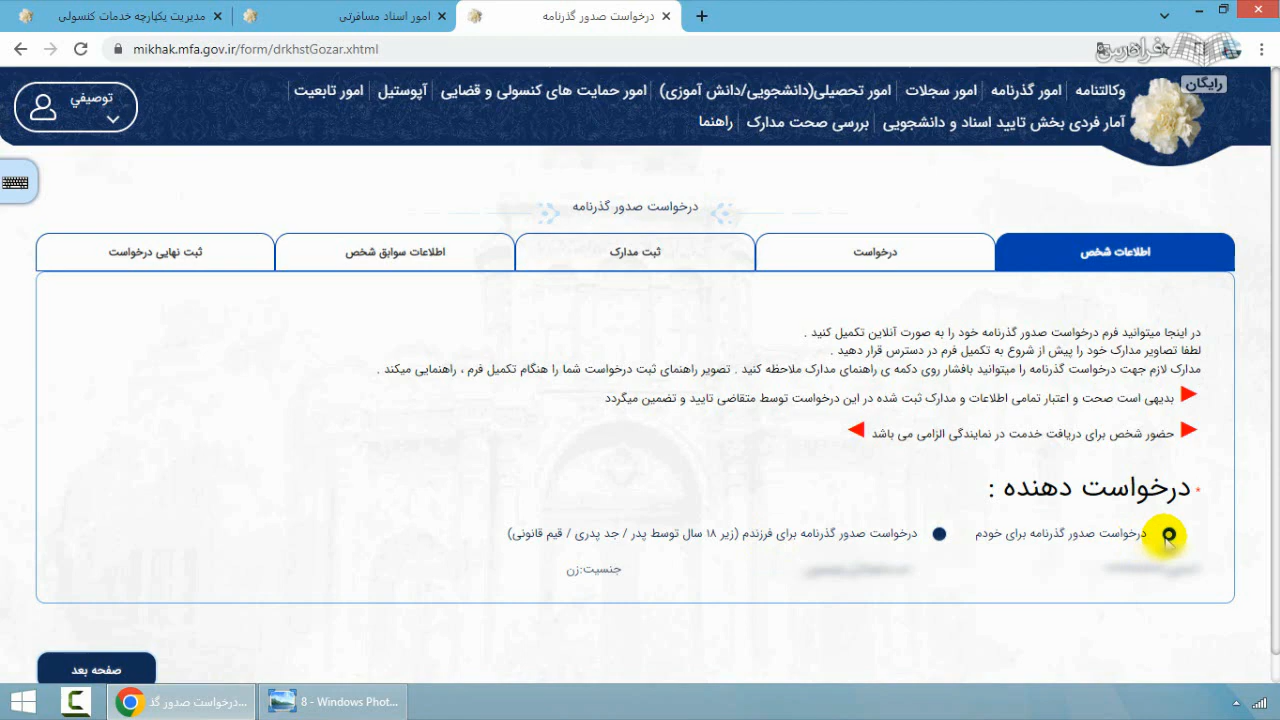 مدیریت یکپارچه خدمات کنسولی
امور اسناد مسافرتی
درخواست صدور گذرنامه
mikhak.mfa.gov.ir/form/drkhstGozar.xhtml
فرادرس
رایگان
وکالتنامه | امور گذرنامه | امور سجلات | امور تحصیلی(دانشجویی/دانش آموزی) | امور حمایت های کنسولی و قضایی | آپوستیل | امور تابعیت
آمار فردی بخش تایید اسناد و دانشجویی | بررسی صحت مدارک | راهنما
توصیفي
درخواست صدور گذرنامه
اطلاعات شخص
درخواست
ثبت مدارک
اطلاعات سوابق شخص
ثبت نهایی درخواست
در اینجا میتوانید فرم درخواست صدور گذرنامه خود را به صورت آنلاین تکمیل کنید .
لطفا تصاویر مدارک خود را پیش از شروع به تکمیل فرم در دسترس قرار دهید .
مدارک لازم جهت درخواست گذرنامه را میتوانید بافشار روی دکمه ی راهنمای مدارک ملاحظه کنید . تصویر راهنمای ثبت درخواست شما را هنگام تکمیل فرم ، راهنمایی میکند .
بدیهی است صحت و اعتبار تمامی اطلاعات و مدارک ثبت شده در این درخواست توسط متقاضی تایید و تضمین میگردد
حضور شخص برای دریافت خدمت در نمایندگی الزامی می باشد
* درخواست دهنده :
درخواست صدور گذرنامه برای خودم
درخواست صدور گذرنامه برای فرزندم (زیر ۱۸ سال توسط پدر / جد پدری / قیم قانونی)
جنسیت:زن
صفحه بعد
درخواست صدور گذ...
8 - Windows Phot...